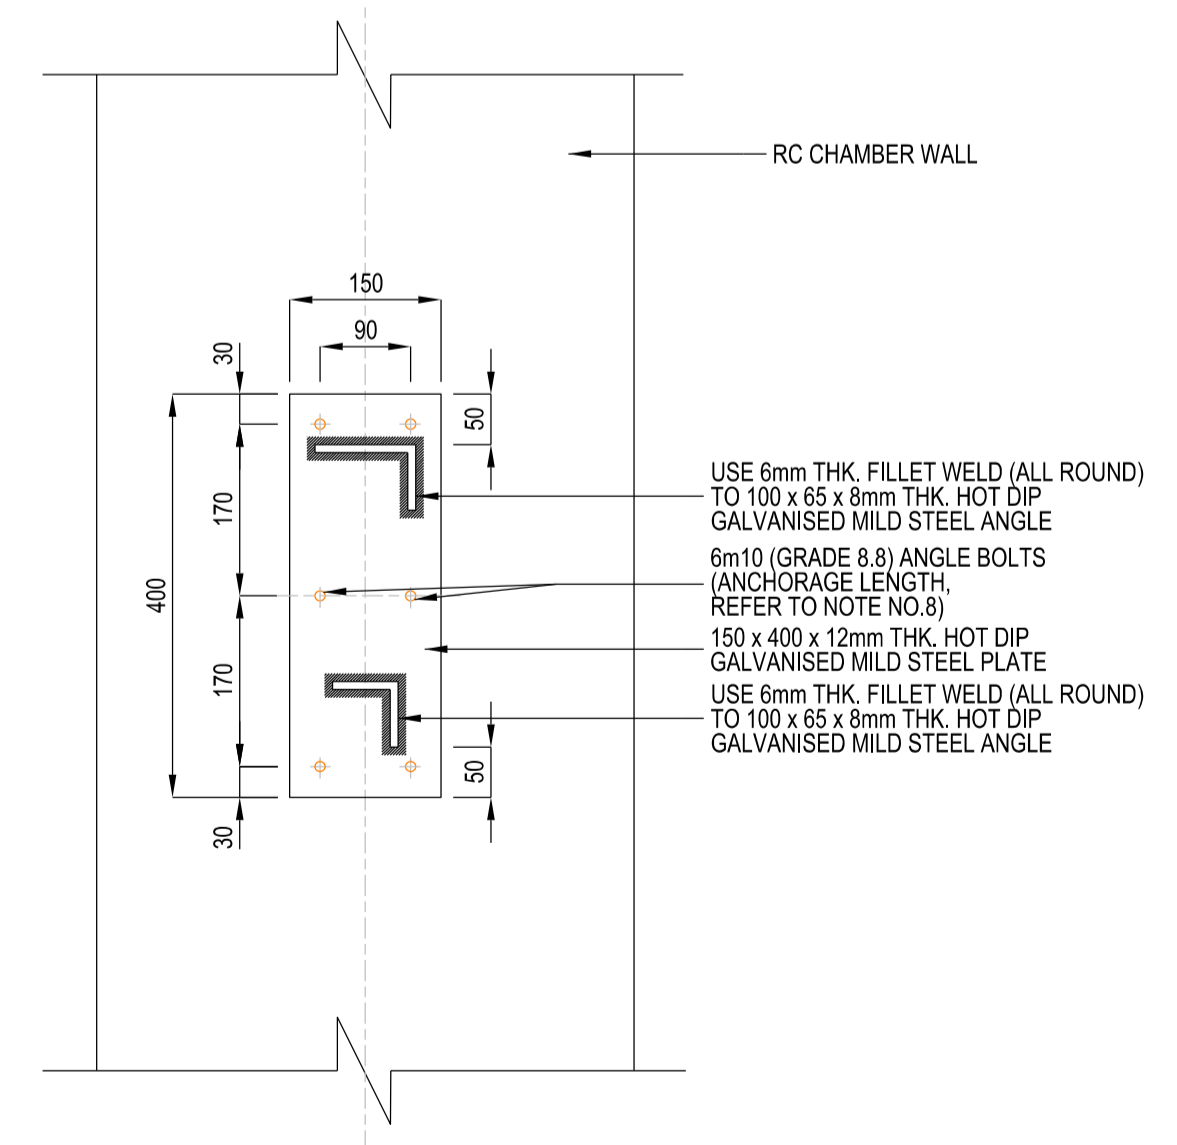 RC CHAMBER WALL
150
90
30
50
USE 6mm THK. FILLET WELD (ALL ROUND)
TO 100 x 65 x 8mm THK. HOT DIP
GALVANISED MILD STEEL ANGLE
170
6m10 (GRADE 8.8) ANGLE BOLTS
(ANCHORAGE LENGTH,
REFER TO NOTE NO.8)
400
150 x 400 x 12mm THK. HOT DIP
GALVANISED MILD STEEL PLATE
170
USE 6mm THK. FILLET WELD (ALL ROUND)
TO 100 x 65 x 8mm THK. HOT DIP
GALVANISED MILD STEEL ANGLE
50
30